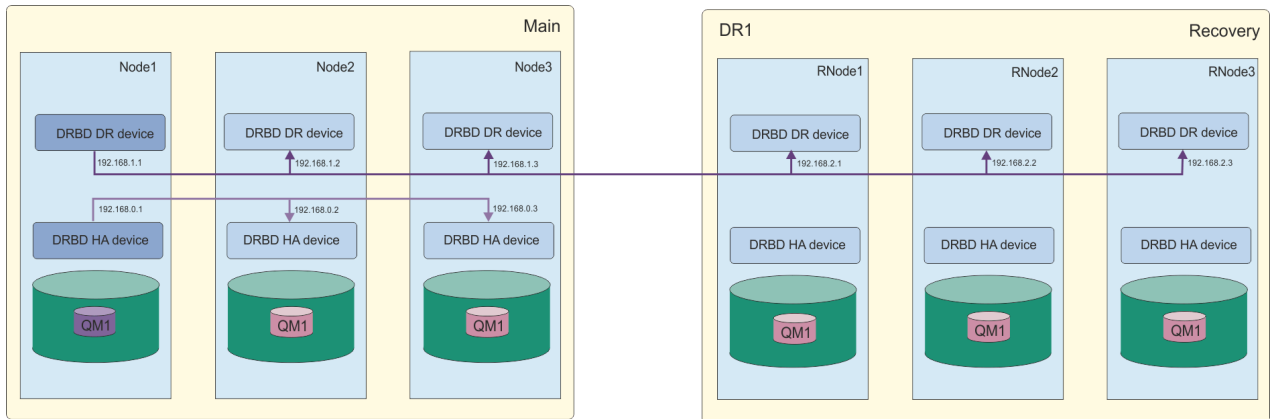 Main
Node1
Node2
Node3
DRBD DR device
DRBD DR device
DRBD DR device
192.168.1.1
192.168.1.2
192.168.1.3
192.168.0.1
192.168.0.2
192.168.0.3
DRBD HA device
DRBD HA device
DRBD HA device
QM1
QM1
QM1
DR1
Recovery
RNode1
RNode2
RNode3
DRBD DR device
DRBD DR device
DRBD DR device
192.168.2.1
192.168.2.2
192.168.2.3
DRBD HA device
DRBD HA device
DRBD HA device
QM1
QM1
QM1